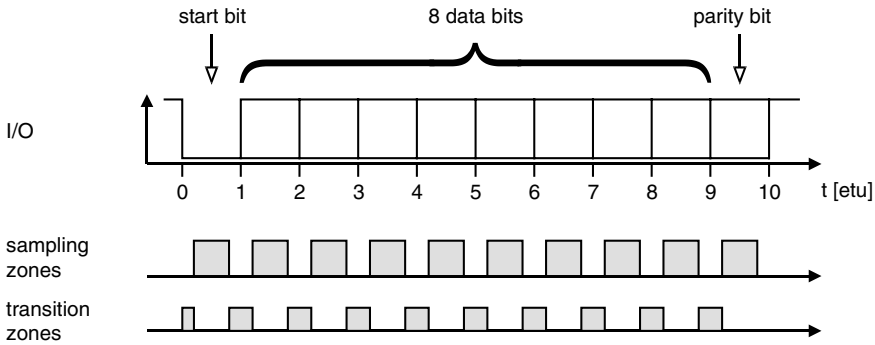 start bit
8 data bits
parity bit
I/O
0 1 2 3 4 5 6 7 8 9 10 t [etu]
sampling
zones
transition
zones